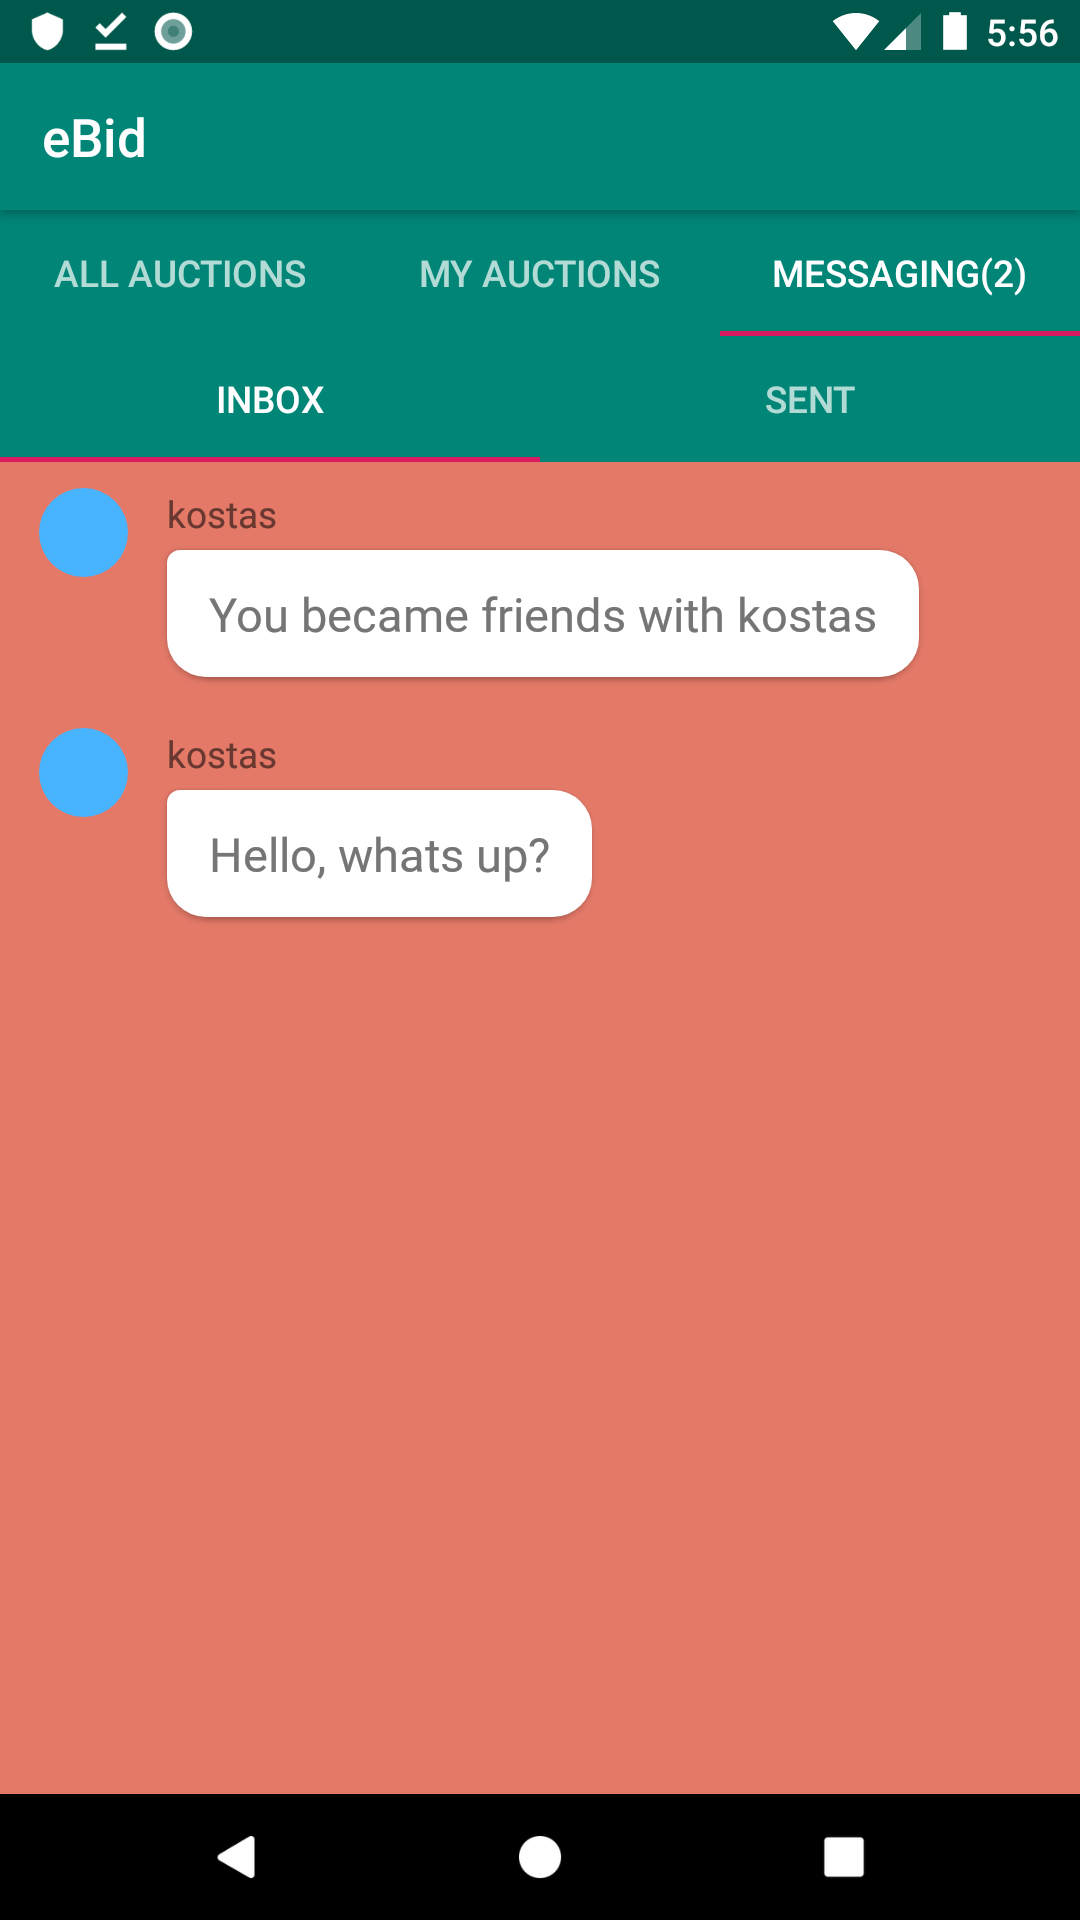 5:56
eBid
ALL AUCTIONS MY AUCTIONS MESSAGING(2)
INBOX SENT
kostas
You became friends with kostas
kostas
Hello, whats up?